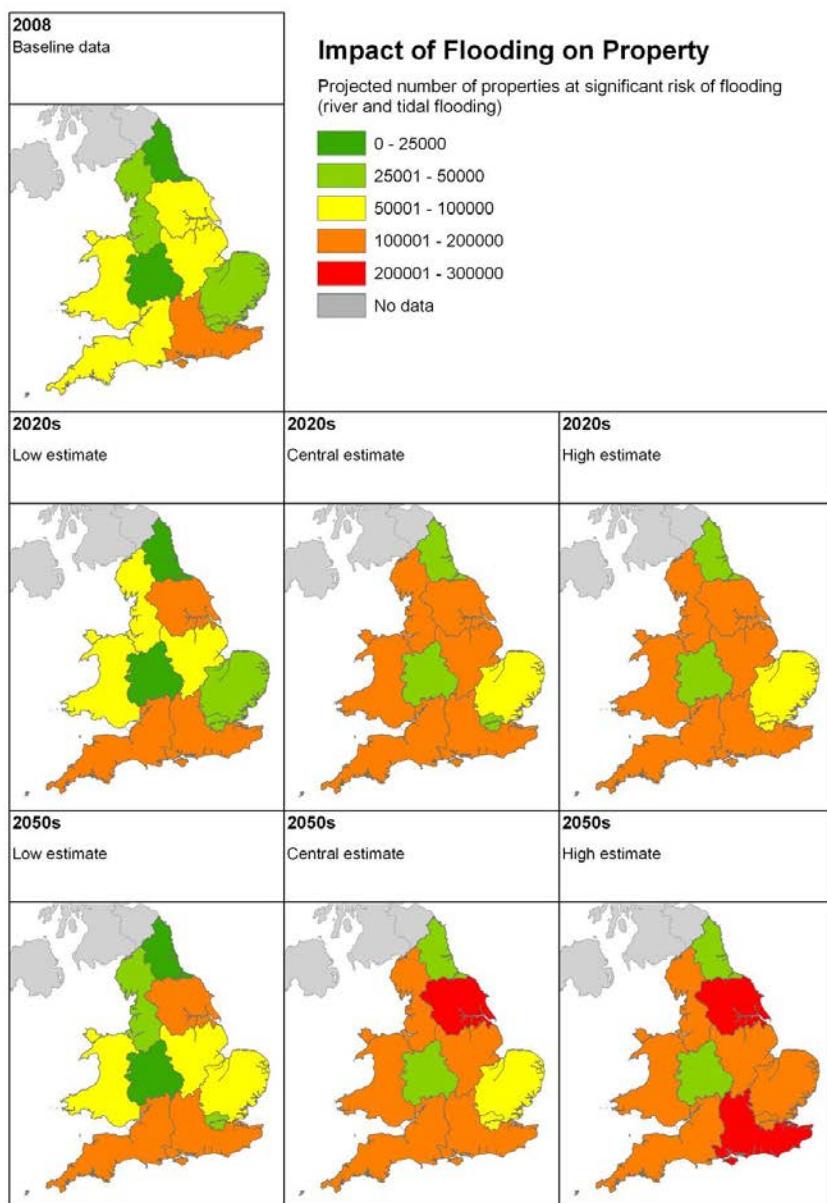 2008
Baseline data
Impact of Flooding on Property
Projected number of properties at significant risk of flooding
(river and tidal flooding)
0 - 25000
25001 - 50000
50001 - 100000
100001 - 200000
200001 - 300000
No data
2020s
Low estimate
2020s
Central estimate
2020s
High estimate
2050s
Low estimate
2050s
Central estimate
2050s
High estimate